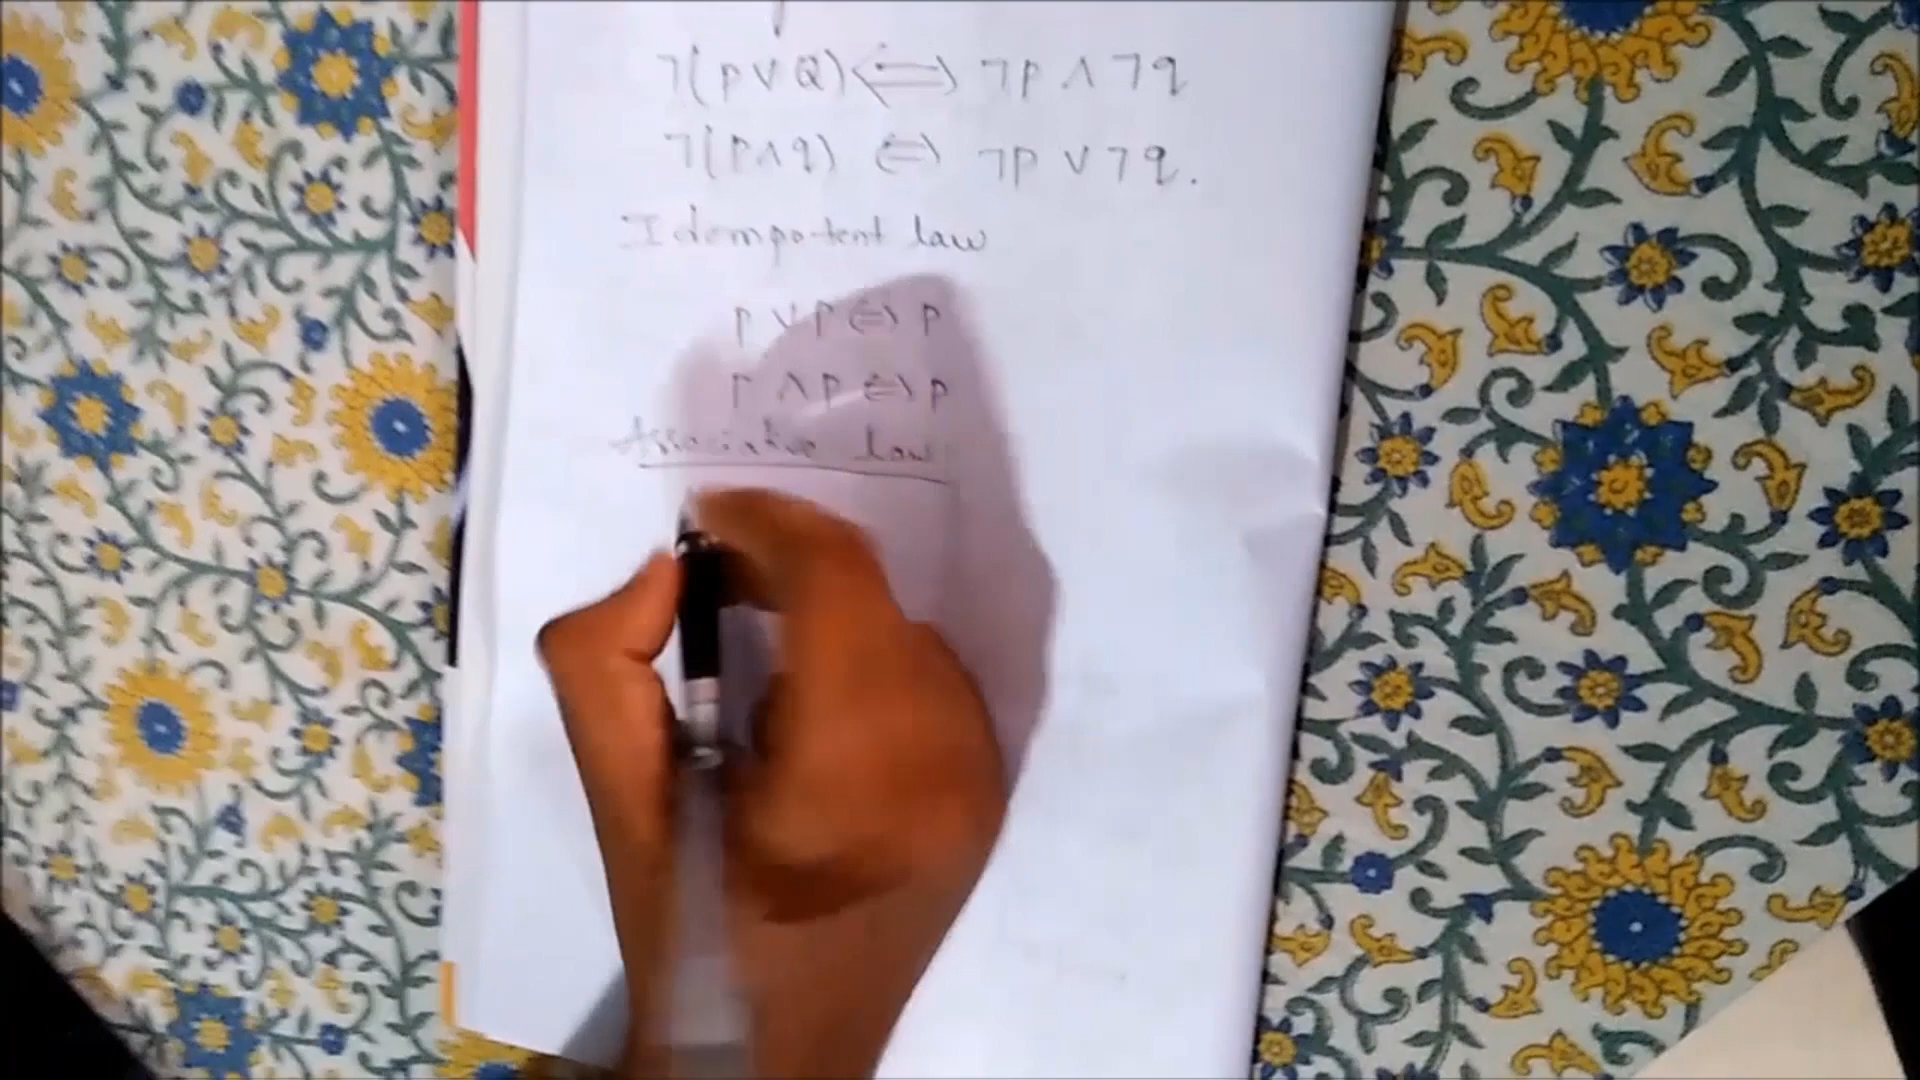 ¬(p∨Q) ⟺ ¬p ∧ ¬q
¬(p∧q) ⟺ ¬p ∨ ¬q.
Idempotent law
p ∨ p ⟺ p
p ∧ p ⟺ p
Associative law